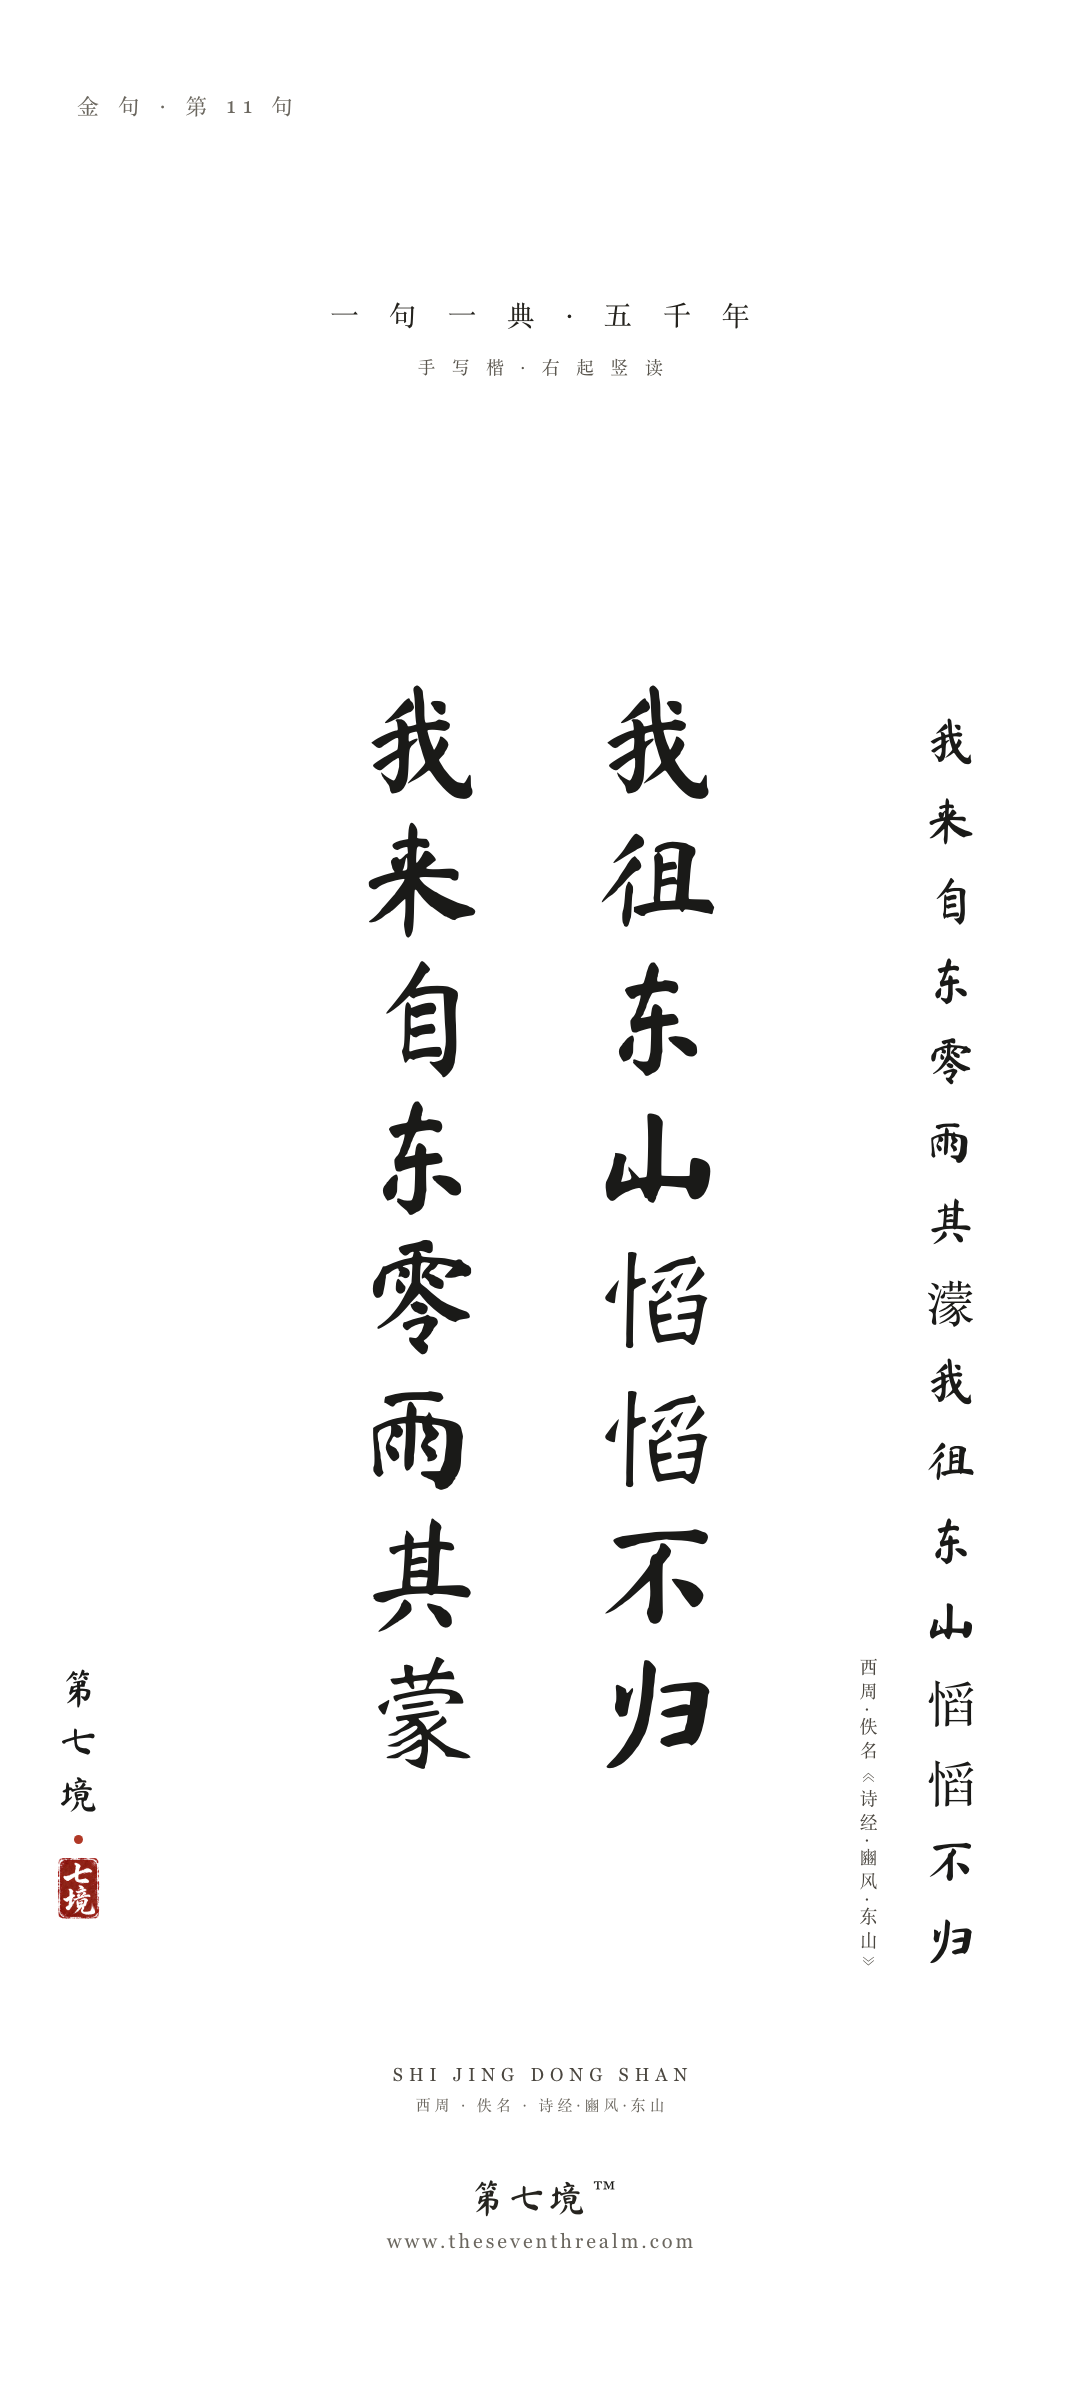 金句·第11句
一句一典·五千年
手写楷·右起竖读
我来自东零雨其濛我徂东山慆慆不归
西周·佚名《诗经·豳风·东山》
我徂东山慆慆不归
我来自东零雨其蒙
第七境
七境
SHI JING DONG SHAN
西周 · 佚名 · 诗经·豳风·东山
第七境™
www.theseventhrealm.com